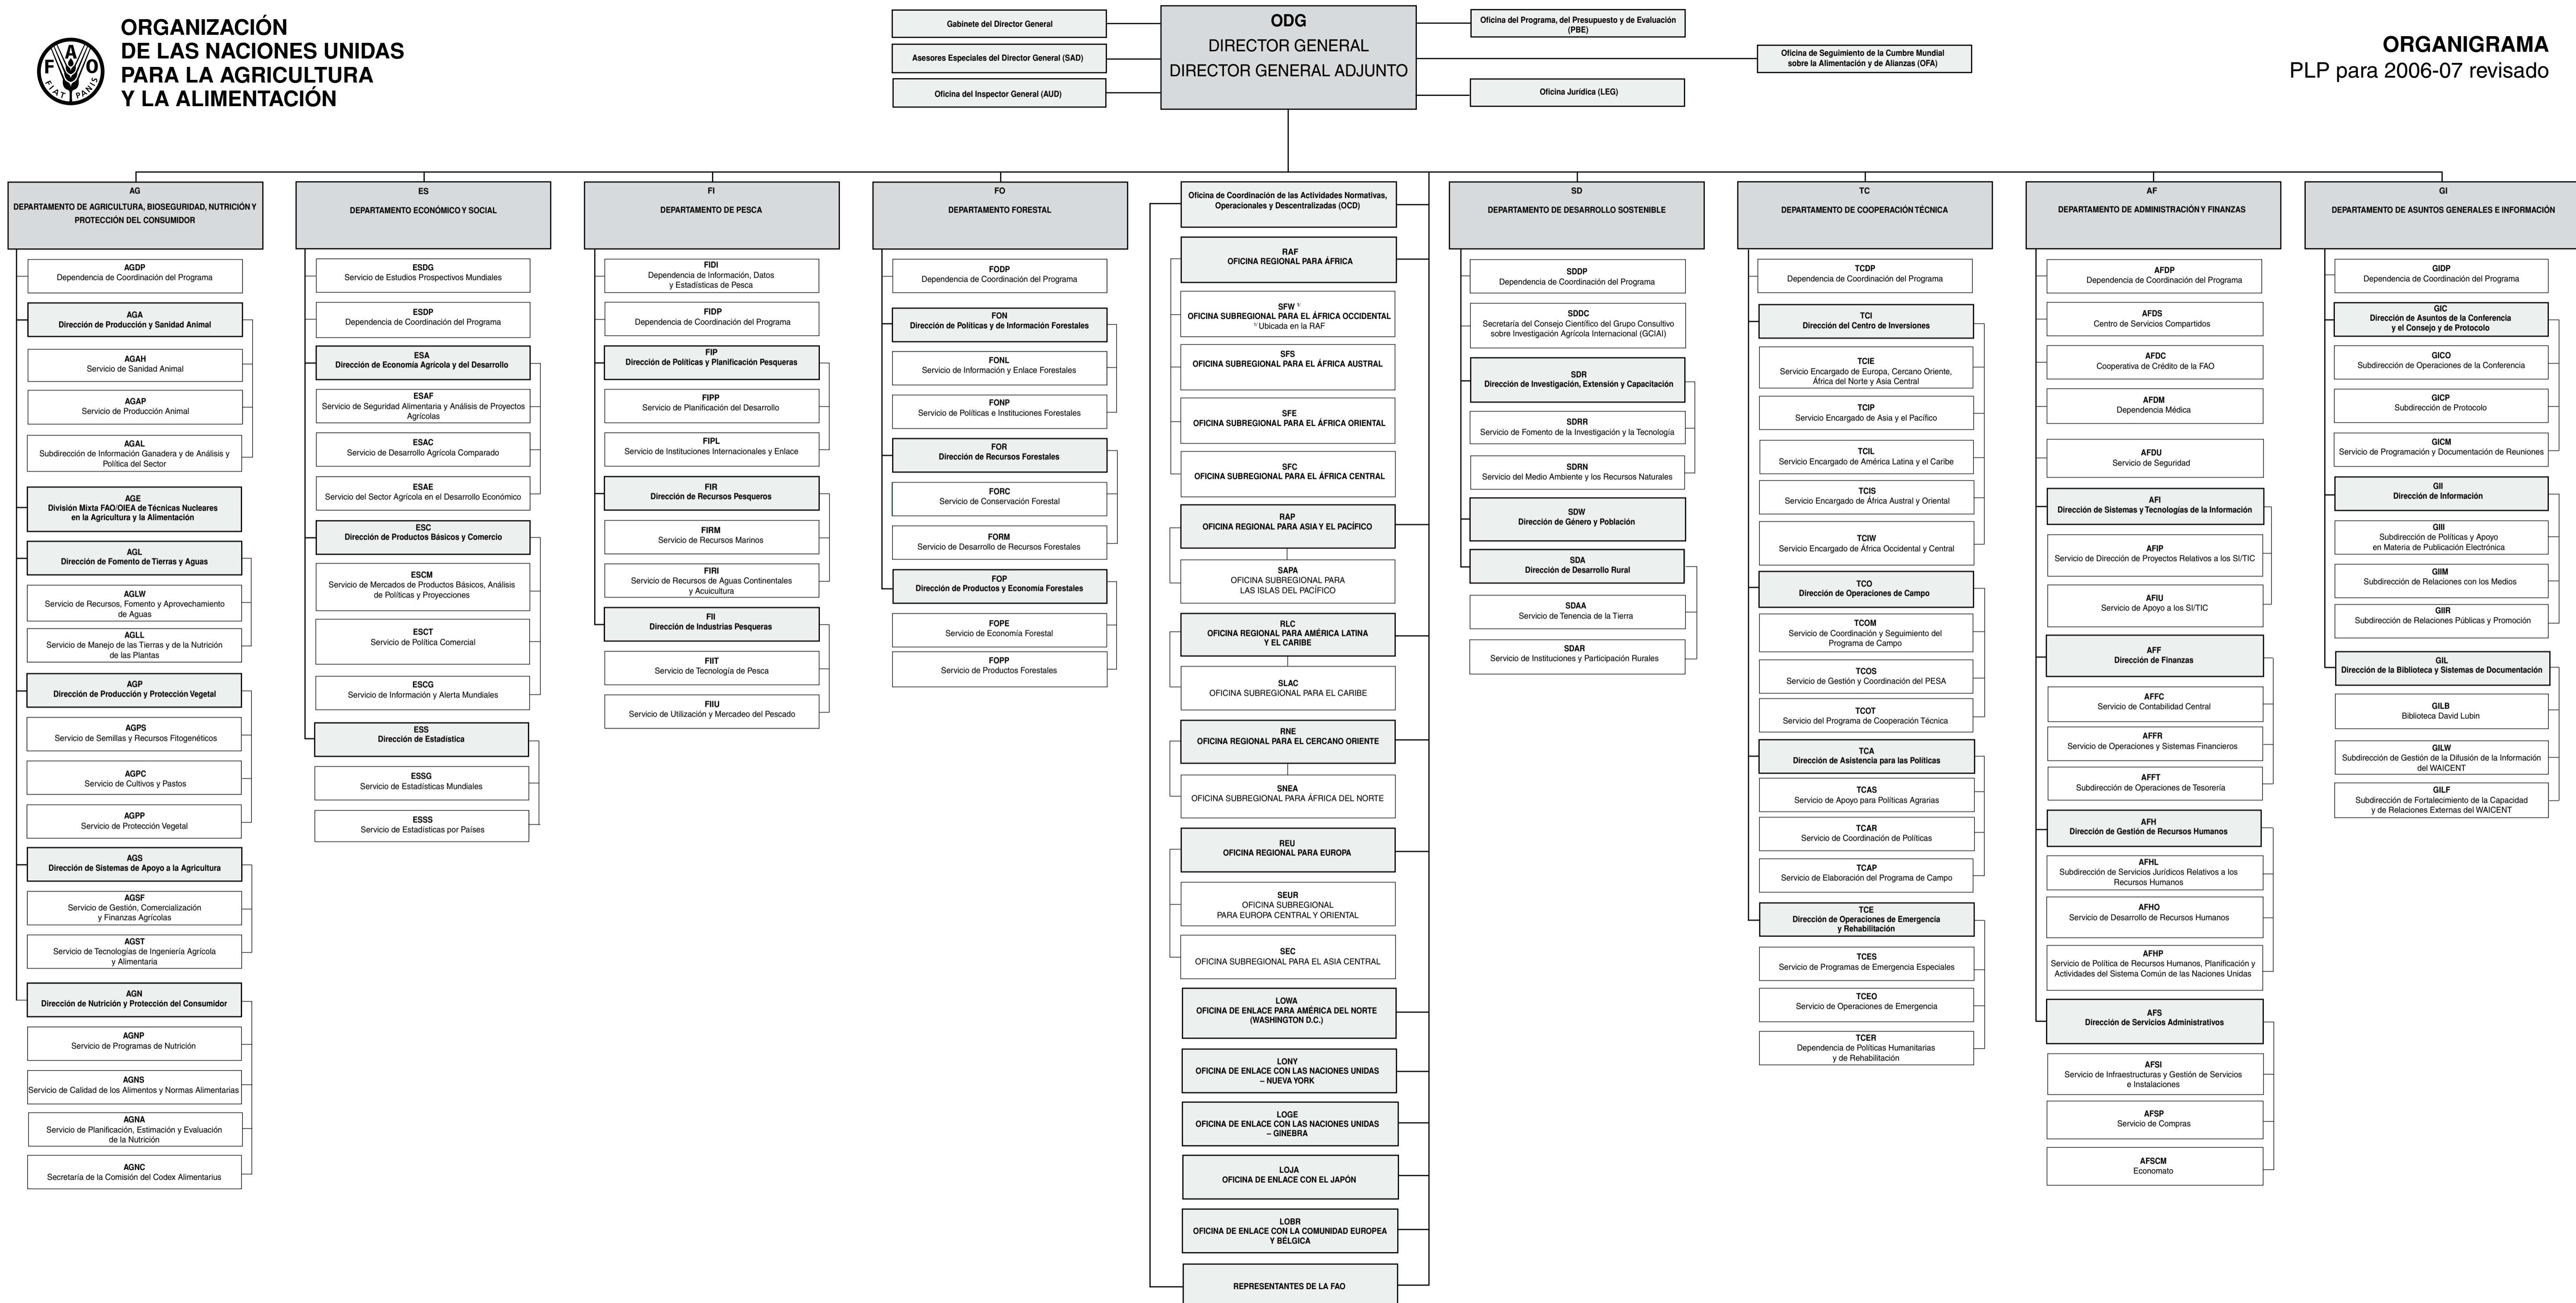 FAO
FIAT PANIS
ORGANIZACIÓN
DE LAS NACIONES UNIDAS
PARA LA AGRICULTURA
Y LA ALIMENTACIÓN
Gabinete del Director General
Asesores Especiales del Director General (SAD)
Oficina del Inspector General (AUD)
ODG
DIRECTOR GENERAL
DIRECTOR GENERAL ADJUNTO
Oficina del Programa, del Presupuesto y de Evaluación
(PBE)
Oficina de Seguimiento de la Cumbre Mundial
sobre la Alimentación y de Alianzas (OFA)
Oficina Jurídica (LEG)
ORGANIGRAMA
PLP para 2006-07 revisado
AG
DEPARTAMENTO DE AGRICULTURA, BIOSEGURIDAD, NUTRICIÓN Y
PROTECCIÓN DEL CONSUMIDOR
AGDP
Dependencia de Coordinación del Programa
AGA
Dirección de Producción y Sanidad Animal
AGAH
Servicio de Sanidad Animal
AGAP
Servicio de Producción Animal
AGAL
Subdirección de Información Ganadera y de Análisis y
Política del Sector
AGE
División Mixta FAO/OIEA de Técnicas Nucleares
en la Agricultura y la Alimentación
AGL
Dirección de Fomento de Tierras y Aguas
AGLW
Servicio de Recursos, Fomento y Aprovechamiento
de Aguas
AGLL
Servicio de Manejo de las Tierras y de la Nutrición
de las Plantas
AGP
Dirección de Producción y Protección Vegetal
AGPS
Servicio de Semillas y Recursos Fitogenéticos
AGPC
Servicio de Cultivos y Pastos
AGPP
Servicio de Protección Vegetal
AGS
Dirección de Sistemas de Apoyo a la Agricultura
AGSF
Servicio de Gestión, Comercialización
y Finanzas Agrícolas
AGST
Servicio de Tecnologías de Ingeniería Agrícola
y Alimentaria
AGN
Dirección de Nutrición y Protección del Consumidor
AGNP
Servicio de Programas de Nutrición
AGNS
Servicio de Calidad de los Alimentos y Normas Alimentarias
AGNA
Servicio de Planificación, Estimación y Evaluación
de la Nutrición
AGNC
Secretaría de la Comisión del Codex Alimentarius
ES
DEPARTAMENTO ECONÓMICO Y SOCIAL
ESDG
Servicio de Estudios Prospectivos Mundiales
ESDP
Dependencia de Coordinación del Programa
ESA
Dirección de Economía Agrícola y del Desarrollo
ESAF
Servicio de Seguridad Alimentaria y Análisis de Proyectos
Agrícolas
ESAC
Servicio de Desarrollo Agrícola Comparado
ESAE
Servicio del Sector Agrícola en el Desarrollo Económico
ESC
Dirección de Productos Básicos y Comercio
ESCM
Servicio de Mercados de Productos Básicos, Análisis
de Políticas y Proyecciones
ESCT
Servicio de Política Comercial
ESCG
Servicio de Información y Alerta Mundiales
ESS
Dirección de Estadística
ESSG
Servicio de Estadísticas Mundiales
ESSS
Servicio de Estadísticas por Países
FI
DEPARTAMENTO DE PESCA
FIDI
Dependencia de Información, Datos
y Estadísticas de Pesca
FIDP
Dependencia de Coordinación del Programa
FIP
Dirección de Políticas y Planificación Pesqueras
FIPP
Servicio de Planificación del Desarrollo
FIPL
Servicio de Instituciones Internacionales y Enlace
FIR
Dirección de Recursos Pesqueros
FIRM
Servicio de Recursos Marinos
FIRI
Servicio de Recursos de Aguas Continentales
y Acuicultura
FII
Dirección de Industrias Pesqueras
FIIT
Servicio de Tecnología de Pesca
FIIU
Servicio de Utilización y Mercadeo del Pescado
FO
DEPARTAMENTO FORESTAL
FODP
Dependencia de Coordinación del Programa
FON
Dirección de Políticas y de Información Forestales
FONL
Servicio de Información y Enlace Forestales
FONP
Servicio de Políticas e Instituciones Forestales
FOR
Dirección de Recursos Forestales
FORC
Servicio de Conservación Forestal
FORM
Servicio de Desarrollo de Recursos Forestales
FOP
Dirección de Productos y Economía Forestales
FOPE
Servicio de Economía Forestal
FOPP
Servicio de Productos Forestales
Oficina de Coordinación de las Actividades Normativas,
Operacionales y Descentralizadas (OCD)
RAF
OFICINA REGIONAL PARA ÁFRICA
SFW 1/
OFICINA SUBREGIONAL PARA EL ÁFRICA OCCIDENTAL
1/ Ubicada en la RAF
SFS
OFICINA SUBREGIONAL PARA EL ÁFRICA AUSTRAL
SFE
OFICINA SUBREGIONAL PARA EL ÁFRICA ORIENTAL
SFC
OFICINA SUBREGIONAL PARA EL ÁFRICA CENTRAL
RAP
OFICINA REGIONAL PARA ASIA Y EL PACÍFICO
SAPA
OFICINA SUBREGIONAL PARA
LAS ISLAS DEL PACÍFICO
RLC
OFICINA REGIONAL PARA AMÉRICA LATINA
Y EL CARIBE
SLAC
OFICINA SUBREGIONAL PARA EL CARIBE
RNE
OFICINA REGIONAL PARA EL CERCANO ORIENTE
SNEA
OFICINA SUBREGIONAL PARA ÁFRICA DEL NORTE
REU
OFICINA REGIONAL PARA EUROPA
SEUR
OFICINA SUBREGIONAL
PARA EUROPA CENTRAL Y ORIENTAL
SEC
OFICINA SUBREGIONAL PARA EL ASIA CENTRAL
LOWA
OFICINA DE ENLACE PARA AMÉRICA DEL NORTE
(WASHINGTON D.C.)
LONY
OFICINA DE ENLACE CON LAS NACIONES UNIDAS
– NUEVA YORK
LOGE
OFICINA DE ENLACE CON LAS NACIONES UNIDAS
– GINEBRA
LOJA
OFICINA DE ENLACE CON EL JAPÓN
LOBR
OFICINA DE ENLACE CON LA COMUNIDAD EUROPEA
Y BÉLGICA
REPRESENTANTES DE LA FAO
SD
DEPARTAMENTO DE DESARROLLO SOSTENIBLE
SDDP
Dependencia de Coordinación del Programa
SDDC
Secretaría del Consejo Científico del Grupo Consultivo
sobre Investigación Agrícola Internacional (GCIAI)
SDR
Dirección de Investigación, Extensión y Capacitación
SDRR
Servicio de Fomento de la Investigación y la Tecnología
SDRN
Servicio del Medio Ambiente y los Recursos Naturales
SDW
Dirección de Género y Población
SDA
Dirección de Desarrollo Rural
SDAA
Servicio de Tenencia de la Tierra
SDAR
Servicio de Instituciones y Participación Rurales
TC
DEPARTAMENTO DE COOPERACIÓN TÉCNICA
TCDP
Dependencia de Coordinación del Programa
TCI
Dirección del Centro de Inversiones
TCIE
Servicio Encargado de Europa, Cercano Oriente,
África del Norte y Asia Central
TCIP
Servicio Encargado de Asia y el Pacífico
TCIL
Servicio Encargado de América Latina y el Caribe
TCIS
Servicio Encargado de África Austral y Oriental
TCIW
Servicio Encargado de África Occidental y Central
TCO
Dirección de Operaciones de Campo
TCOM
Servicio de Coordinación y Seguimiento del
Programa de Campo
TCOS
Servicio de Gestión y Coordinación del PESA
TCOT
Servicio del Programa de Cooperación Técnica
TCA
Dirección de Asistencia para las Políticas
TCAS
Servicio de Apoyo para Políticas Agrarias
TCAR
Servicio de Coordinación de Políticas
TCAP
Servicio de Elaboración del Programa de Campo
TCE
Dirección de Operaciones de Emergencia
y Rehabilitación
TCES
Servicio de Programas de Emergencia Especiales
TCEO
Servicio de Operaciones de Emergencia
TCER
Dependencia de Políticas Humanitarias
y de Rehabilitación
AF
DEPARTAMENTO DE ADMINISTRACIÓN Y FINANZAS
AFDP
Dependencia de Coordinación del Programa
AFDS
Centro de Servicios Compartidos
AFDC
Cooperativa de Crédito de la FAO
AFDM
Dependencia Médica
AFDU
Servicio de Seguridad
AFI
Dirección de Sistemas y Tecnologías de la Información
AFIP
Servicio de Dirección de Proyectos Relativos a los SI/TIC
AFIU
Servicio de Apoyo a los SI/TIC
AFF
Dirección de Finanzas
AFFC
Servicio de Contabilidad Central
AFFR
Servicio de Operaciones y Sistemas Financieros
AFFT
Subdirección de Operaciones de Tesorería
AFH
Dirección de Gestión de Recursos Humanos
AFHL
Subdirección de Servicios Jurídicos Relativos a los
Recursos Humanos
AFHO
Servicio de Desarrollo de Recursos Humanos
AFHP
Servicio de Política de Recursos Humanos, Planificación y
Actividades del Sistema Común de las Naciones Unidas
AFS
Dirección de Servicios Administrativos
AFSI
Servicio de Infraestructuras y Gestión de Servicios
e Instalaciones
AFSP
Servicio de Compras
AFSCM
Economato
GI
DEPARTAMENTO DE ASUNTOS GENERALES E INFORMACIÓN
GIDP
Dependencia de Coordinación del Programa
GIC
Dirección de Asuntos de la Conferencia
y el Consejo y de Protocolo
GICO
Subdirección de Operaciones de la Conferencia
GICP
Subdirección de Protocolo
GICM
Servicio de Programación y Documentación de Reuniones
GII
Dirección de Información
GIII
Subdirección de Políticas y Apoyo
en Materia de Publicación Electrónica
GIIM
Subdirección de Relaciones con los Medios
GIIR
Subdirección de Relaciones Públicas y Promoción
GIL
Dirección de la Biblioteca y Sistemas de Documentación
GILB
Biblioteca David Lubin
GILW
Subdirección de Gestión de la Difusión de la Información
del WAICENT
GILF
Subdirección de Fortalecimiento de la Capacidad
y de Relaciones Externas del WAICENT